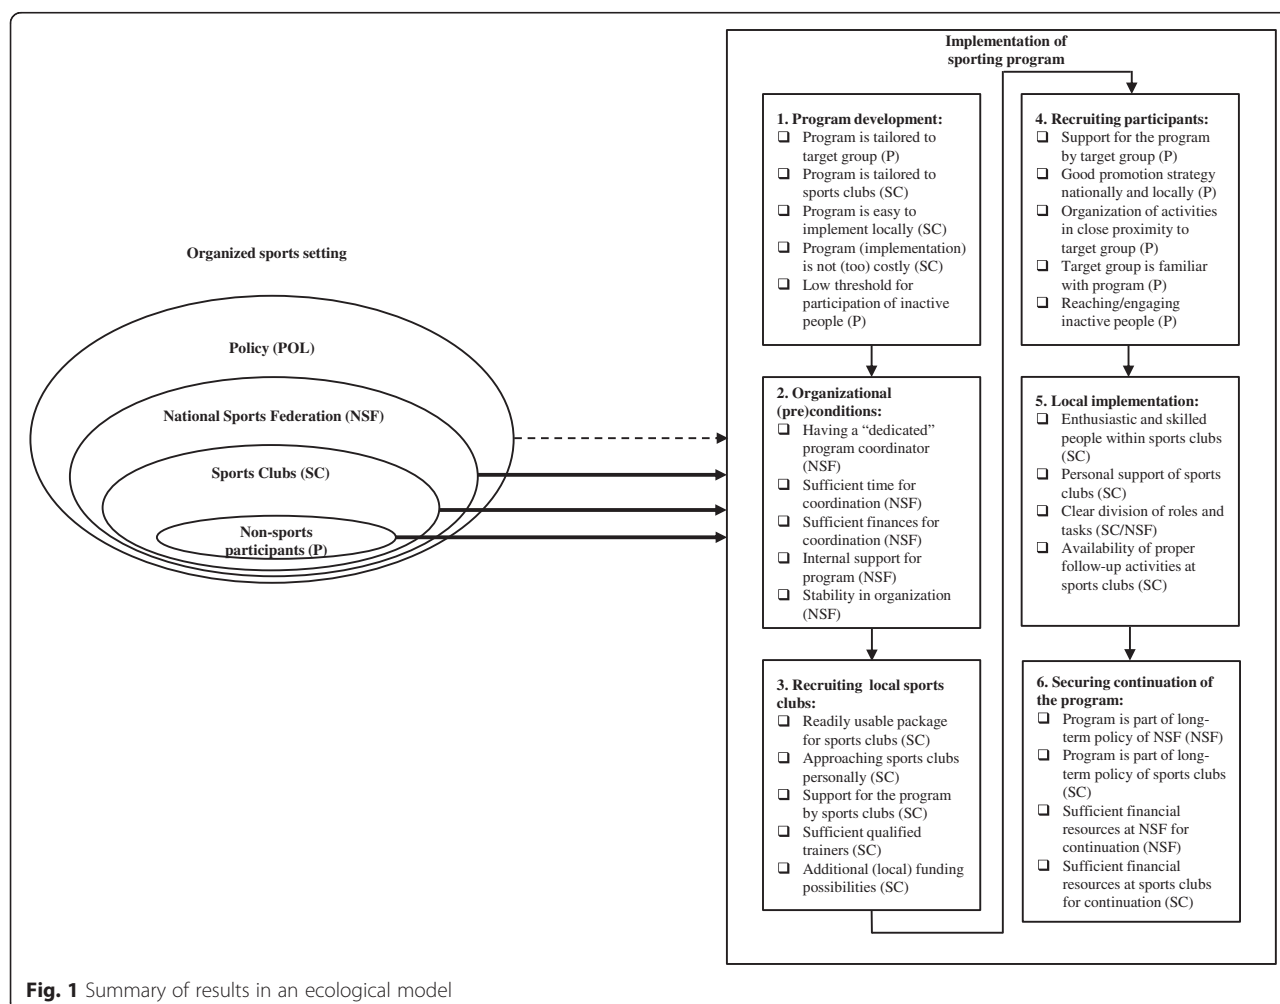 Organized sports setting
Policy (POL)
National Sports Federation (NSF)
Sports Clubs (SC)
Non-sports
participants (P)
Implementation of
sporting program
1. Program development:
❑ Program is tailored to
target group (P)
❑ Program is tailored to
sports clubs (SC)
❑ Program is easy to
implement locally (SC)
❑ Program (implementation)
is not (too) costly (SC)
❑ Low threshold for
participation of inactive
people (P)
2. Organizational
(pre)conditions:
❑ Having a “dedicated”
program coordinator
(NSF)
❑ Sufficient time for
coordination (NSF)
❑ Sufficient finances for
coordination (NSF)
❑ Internal support for
program (NSF)
❑ Stability in organization
(NSF)
3. Recruiting local sports
clubs:
❑ Readily usable package
for sports clubs (SC)
❑ Approaching sports clubs
personally (SC)
❑ Support for the program
by sports clubs (SC)
❑ Sufficient qualified
trainers (SC)
❑ Additional (local) funding
possibilities (SC)
4. Recruiting participants:
❑ Support for the program
by target group (P)
❑ Good promotion strategy
nationally and locally (P)
❑ Organization of activities
in close proximity to
target group (P)
❑ Target group is familiar
with program (P)
❑ Reaching/engaging
inactive people (P)
5. Local implementation:
❑ Enthusiastic and skilled
people within sports clubs
(SC)
❑ Personal support of sports
clubs (SC)
❑ Clear division of roles and
tasks (SC/NSF)
❑ Availability of proper
follow-up activities at
sports clubs (SC)
6. Securing continuation of
the program:
❑ Program is part of long-
term policy of NSF (NSF)
❑ Program is part of long-
term policy of sports clubs
(SC)
❑ Sufficient financial
resources at NSF for
continuation (NSF)
❑ Sufficient financial
resources at sports clubs
for continuation (SC)
Fig. 1 Summary of results in an ecological model